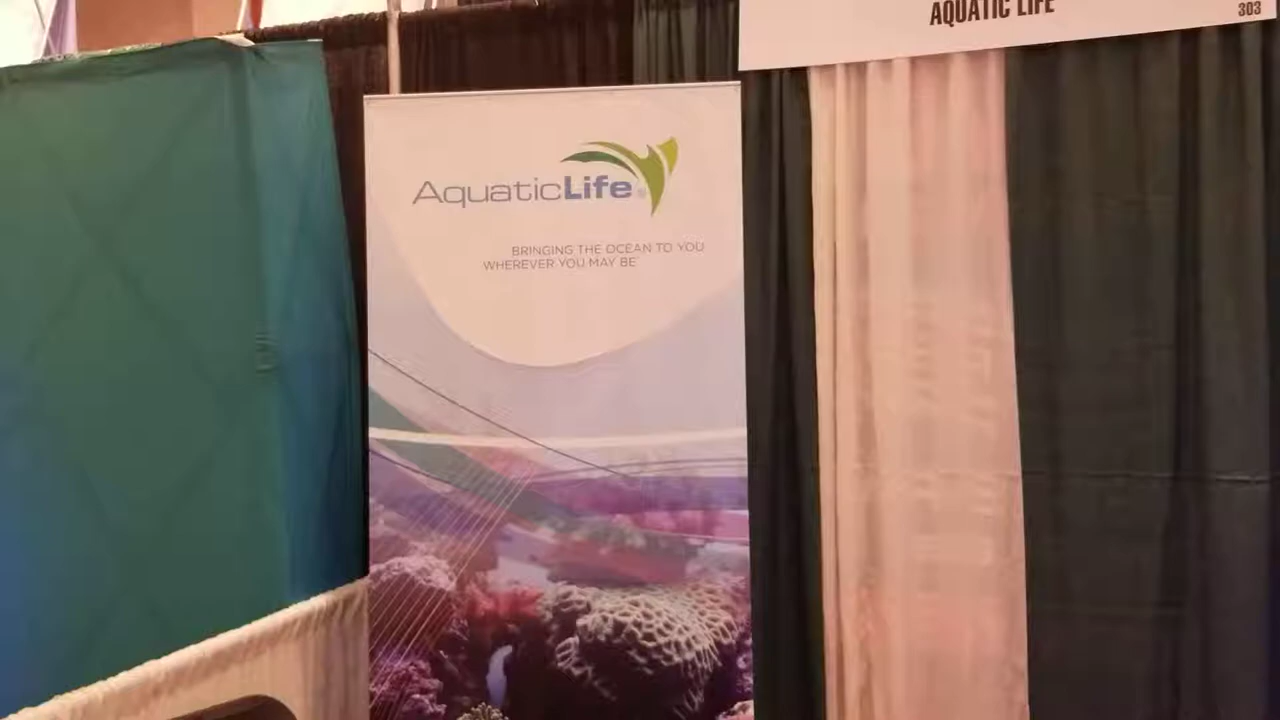 AQUATIC LIFE
303
AquaticLife
BRINGING THE OCEAN TO YOU
WHEREVER YOU MAY BE